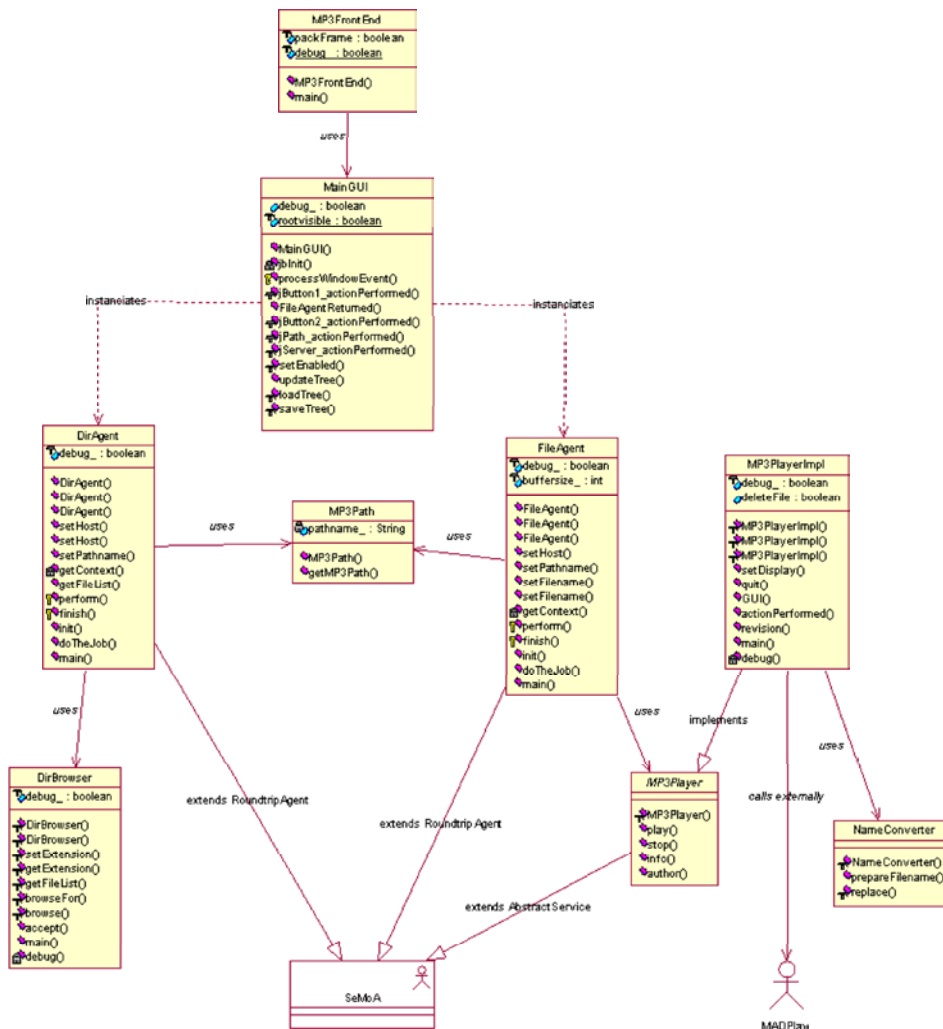 MP3FrontEnd
packFrame : boolean
debug_ : boolean
MP3FrontEnd()
main()
uses
MainGUI
debug_ : boolean
rootvisible : boolean
MainGUI()
jbInit()
processWindowEvent()
jButton1_actionPerformed()
FileAgentReturned()
jButton2_actionPerformed()
jPath_actionPerformed()
jServer_actionPerformed()
setEnabled()
updateTree()
loadTree()
saveTree()
instanciates
instanciates
DirAgent
debug_ : boolean
DirAgent()
DirAgent()
DirAgent()
setHost()
setHost()
setPathname()
getContext()
getFileList()
perform()
finish()
init()
doTheJob()
main()
uses
MP3Path
pathname_ : String
MP3Path()
getMP3Path()
uses
FileAgent
debug_ : boolean
buffersize_ : int
FileAgent()
FileAgent()
FileAgent()
setHost()
setPathname()
setFilename()
setFilename()
getContext()
perform()
finish()
init()
doTheJob()
main()
MP3PlayerImpl
debug_ : boolean
deleteFile : boolean
MP3PlayerImpl()
MP3PlayerImpl()
MP3PlayerImpl()
setDisplay()
quit()
GUI()
actionPerformed()
revision()
main()
debug()
uses
uses
implements
uses
DirBrowser
debug_ : boolean
DirBrowser()
DirBrowser()
setExtension()
getExtension()
getFileList()
browseFor()
browse()
accept()
main()
debug()
extends RoundtripAgent
extends RoundtripAgent
MP3Player
MP3Player()
play()
stop()
info()
author()
calls externally
NameConverter
NameConverter()
prepareFilename()
replace()
extends AbstractService
SeMoA
MADPlay